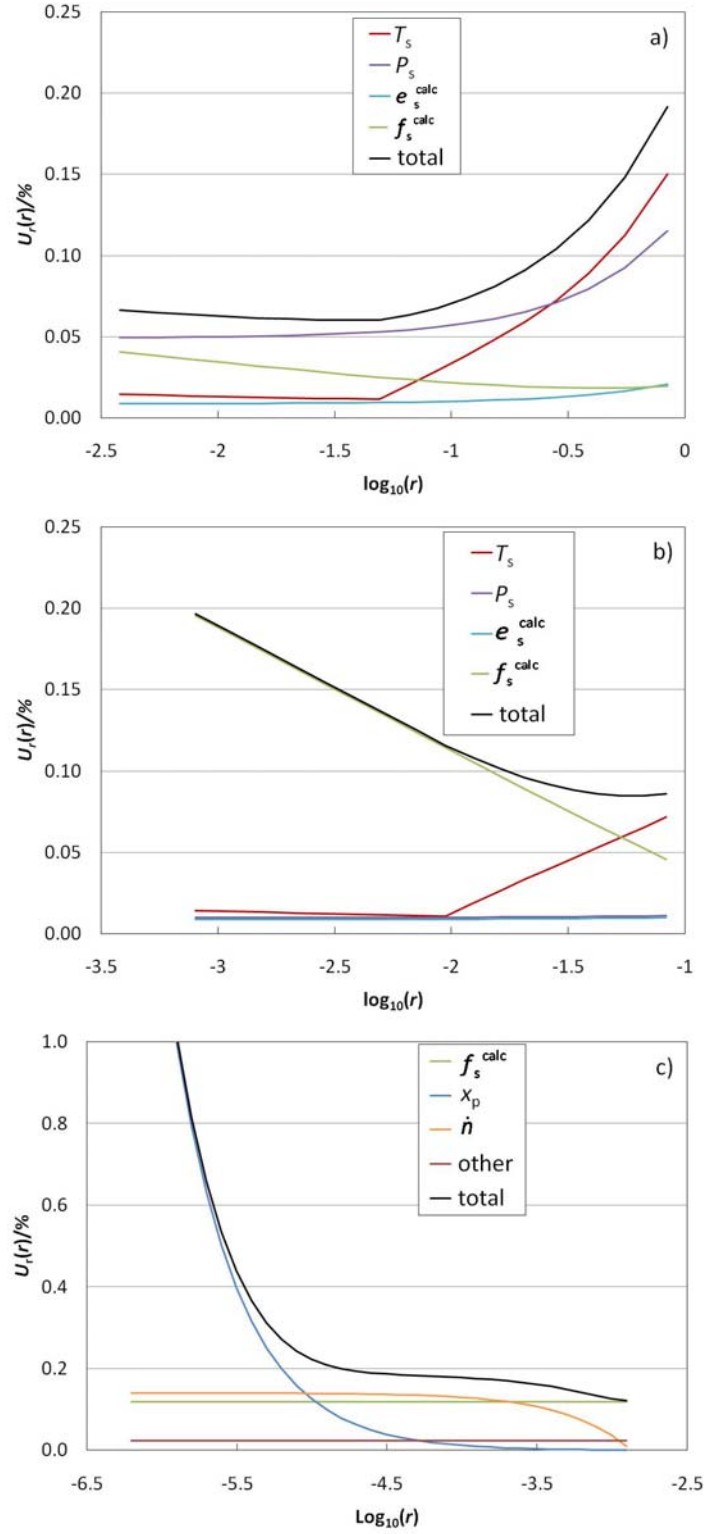 a)
T_s
P_s
e_s^calc
f_s^calc
total
0.25
0.20
0.15
0.10
0.05
0.00
U_r(r)/%
-2.5 -2 -1.5 -1 -0.5 0
log₁₀(r)
b)
T_s
P_s
e_s^calc
f_s^calc
total
0.25
0.20
0.15
0.10
0.05
0.00
U_r(r)/%
-3.5 -3 -2.5 -2 -1.5 -1
log₁₀(r)
c)
f_s^calc
x_p
ṅ
other
total
1.0
0.8
0.6
0.4
0.2
0.0
U_r(r)/%
-6.5 -5.5 -4.5 -3.5 -2.5
Log₁₀(r)